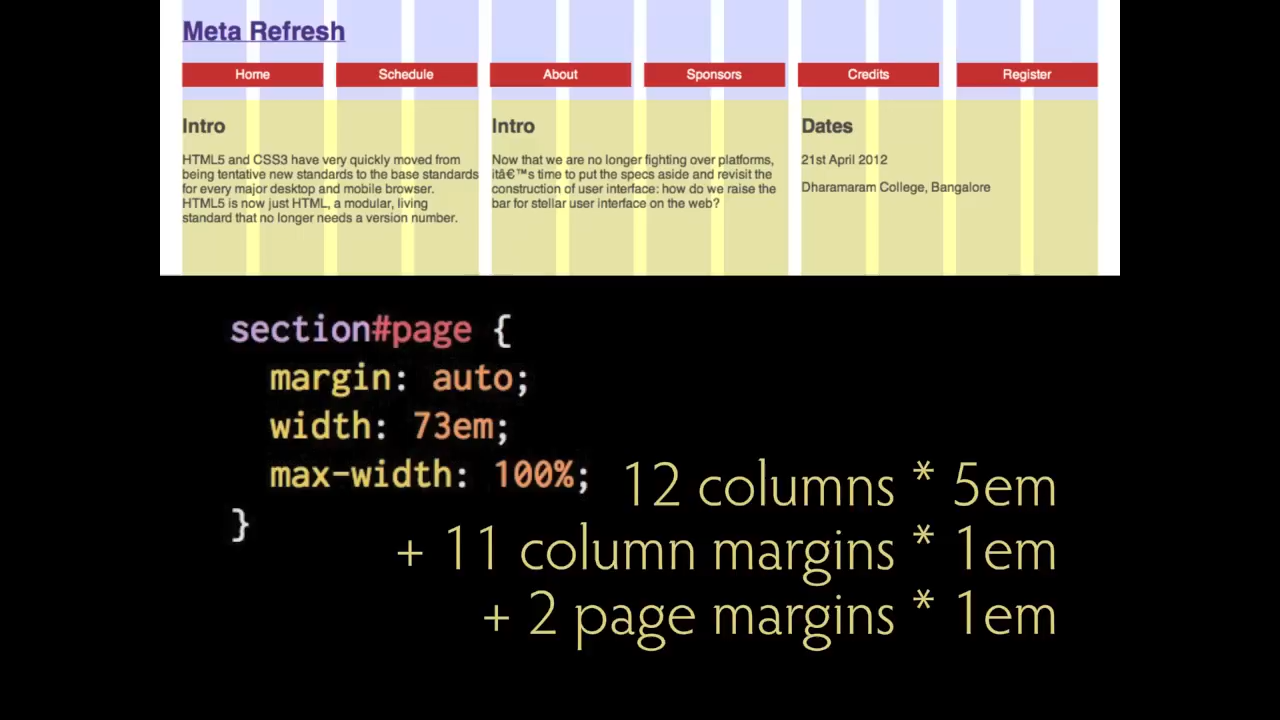 Meta Refresh
Home Schedule About Sponsors Credits Register
Intro
HTML5 and CSS3 have very quickly moved from
being tentative new standards to the base standards
for every major desktop and mobile browser.
HTML5 is now just HTML, a modular, living
standard that no longer needs a version number.
Intro
Now that we are no longer fighting over platforms,
itâ€™s time to put the specs aside and revisit the
construction of user interface: how do we raise the
bar for stellar user interface on the web?
Dates
21st April 2012
Dharamaram College, Bangalore
section#page {
margin: auto;
width: 73em;
max-width: 100%;
}
12 columns * 5em
+ 11 column margins * 1em
+ 2 page margins * 1em